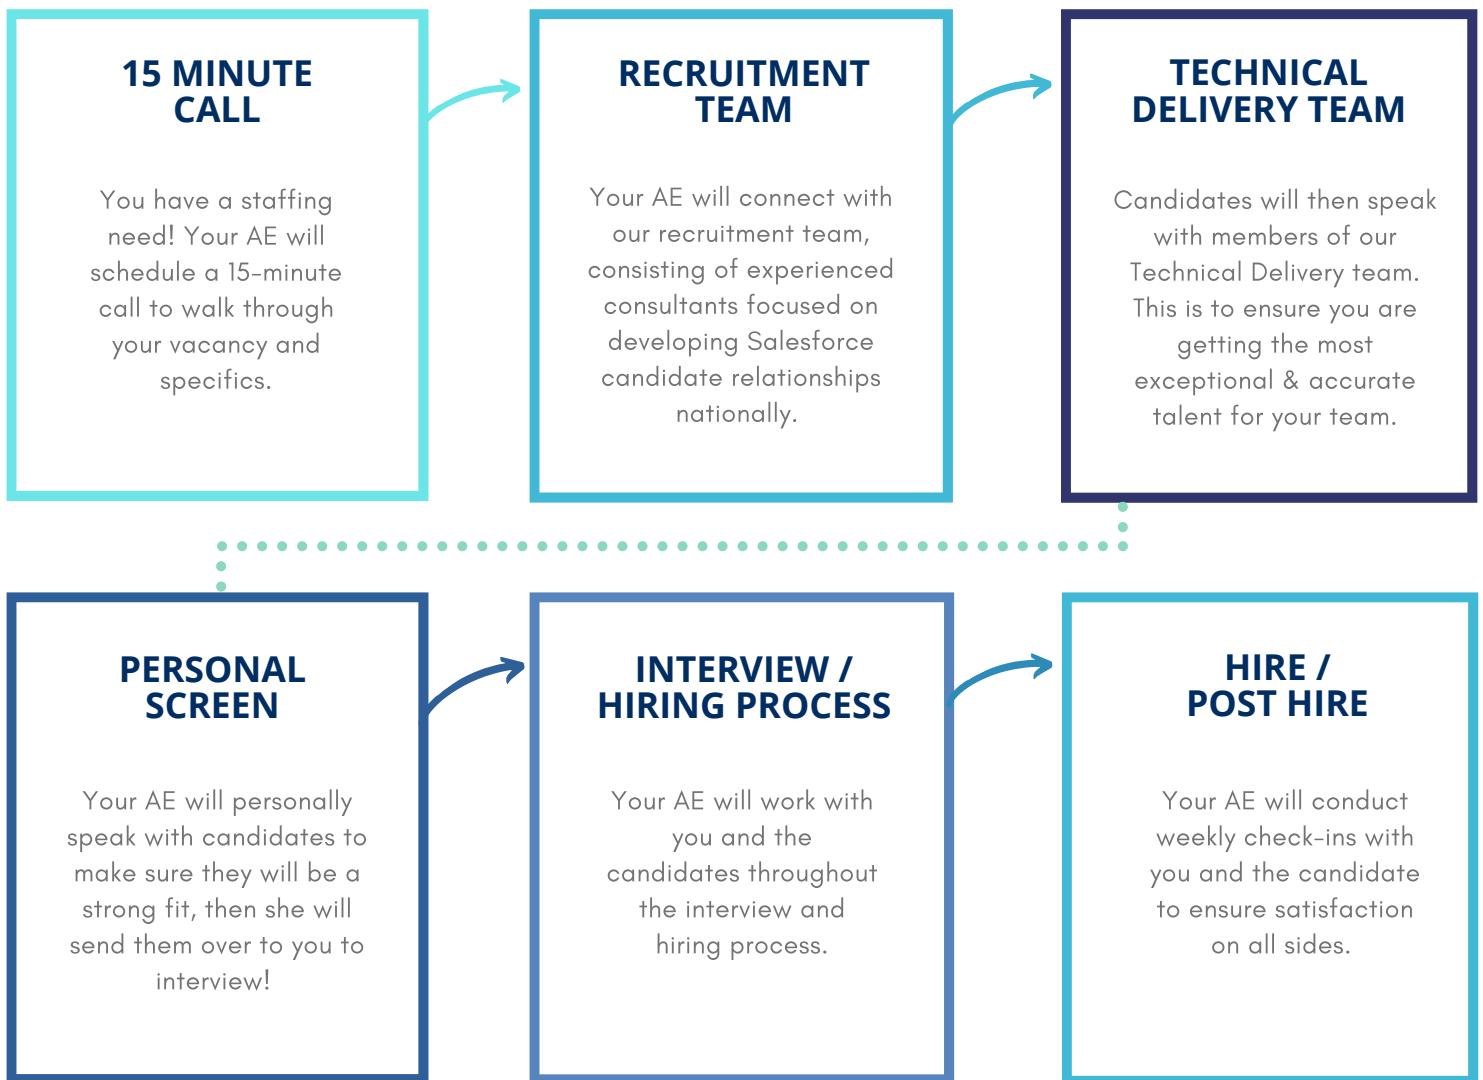 15 MINUTE
CALL
You have a staffing
need! Your AE will
schedule a 15-minute
call to walk through
your vacancy and
specifics.
RECRUITMENT
TEAM
Your AE will connect with
our recruitment team,
consisting of experienced
consultants focused on
developing Salesforce
candidate relationships
nationally.
TECHNICAL
DELIVERY TEAM
Candidates will then speak
with members of our
Technical Delivery team.
This is to ensure you are
getting the most
exceptional & accurate
talent for your team.
PERSONAL
SCREEN
Your AE will personally
speak with candidates to
make sure they will be a
strong fit, then she will
send them over to you to
interview!
INTERVIEW /
HIRING PROCESS
Your AE will work with
you and the
candidates throughout
the interview and
hiring process.
HIRE /
POST HIRE
Your AE will conduct
weekly check-ins with
you and the candidate
to ensure satisfaction
on all sides.